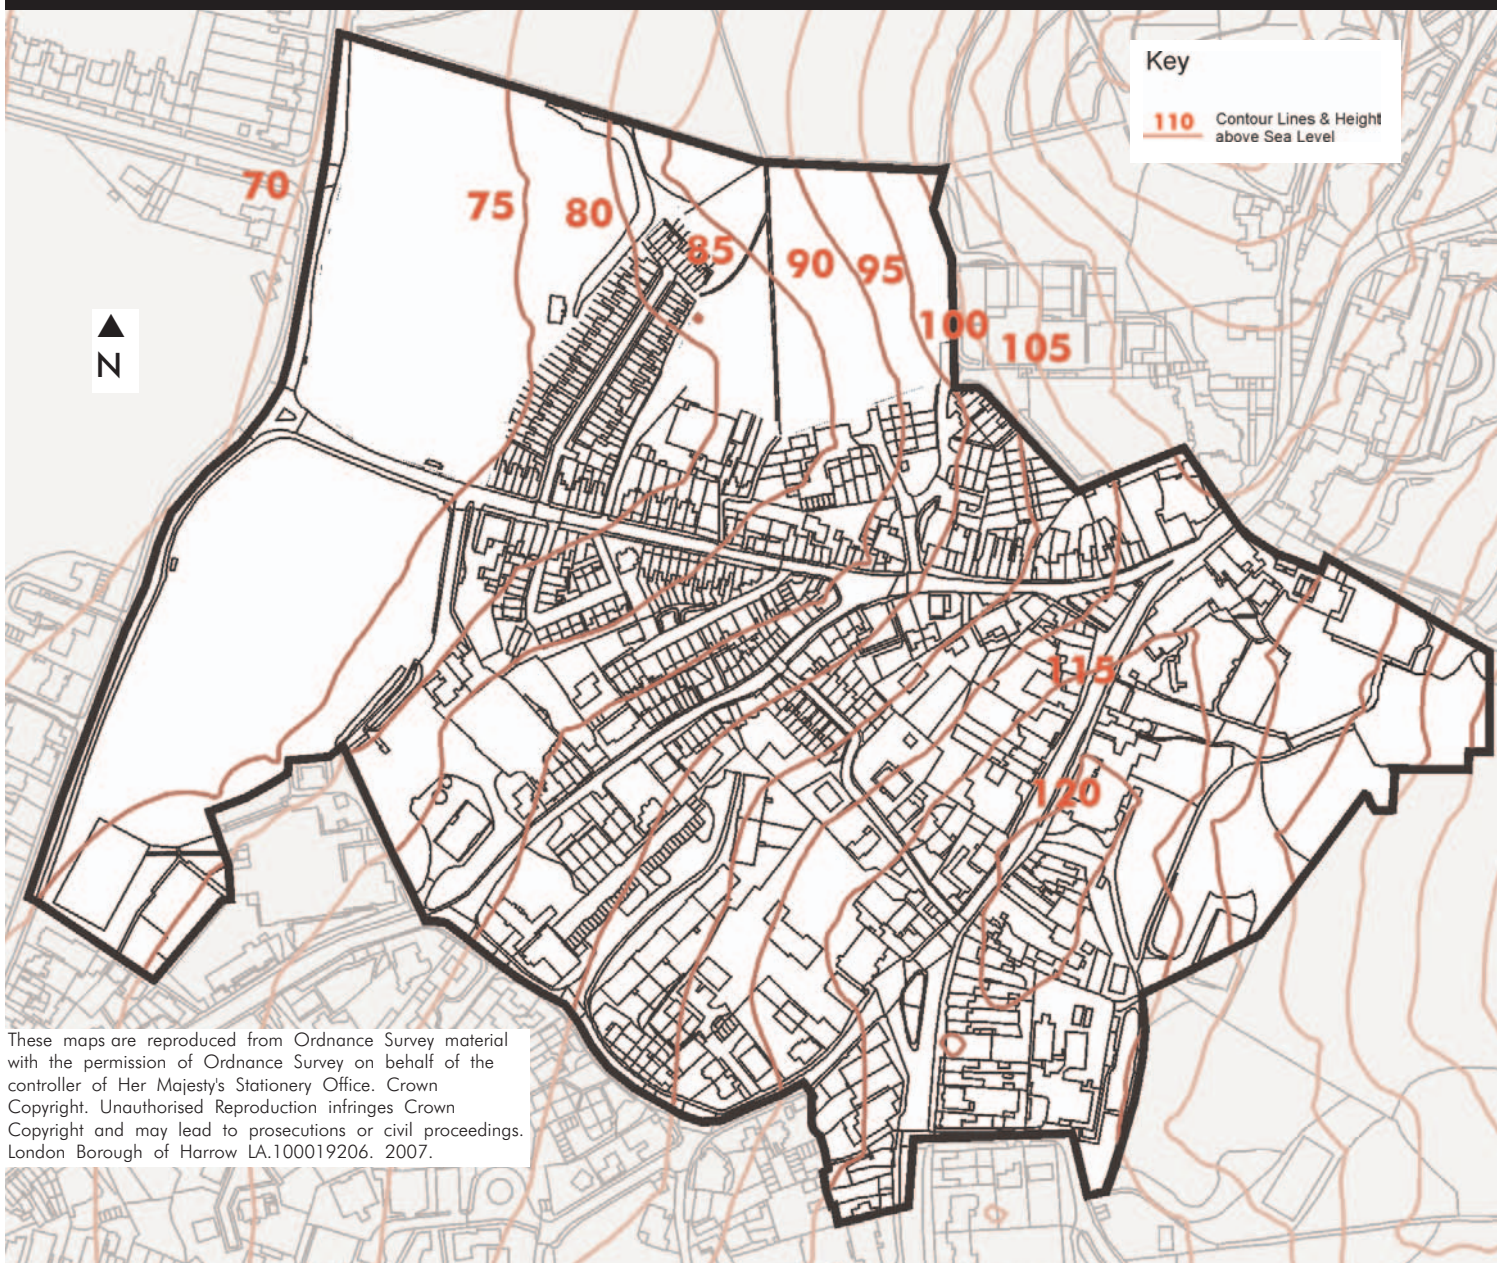 Key
110 Contour Lines & Height
above Sea Level
70
75
80
85
90
95
100
105
N
115
120
These maps are reproduced from Ordnance Survey material
with the permission of Ordnance Survey on behalf of the
controller of Her Majesty's Stationery Office. Crown
Copyright. Unauthorised Reproduction infringes Crown
Copyright and may lead to prosecutions or civil proceedings.
London Borough of Harrow LA.100019206. 2007.